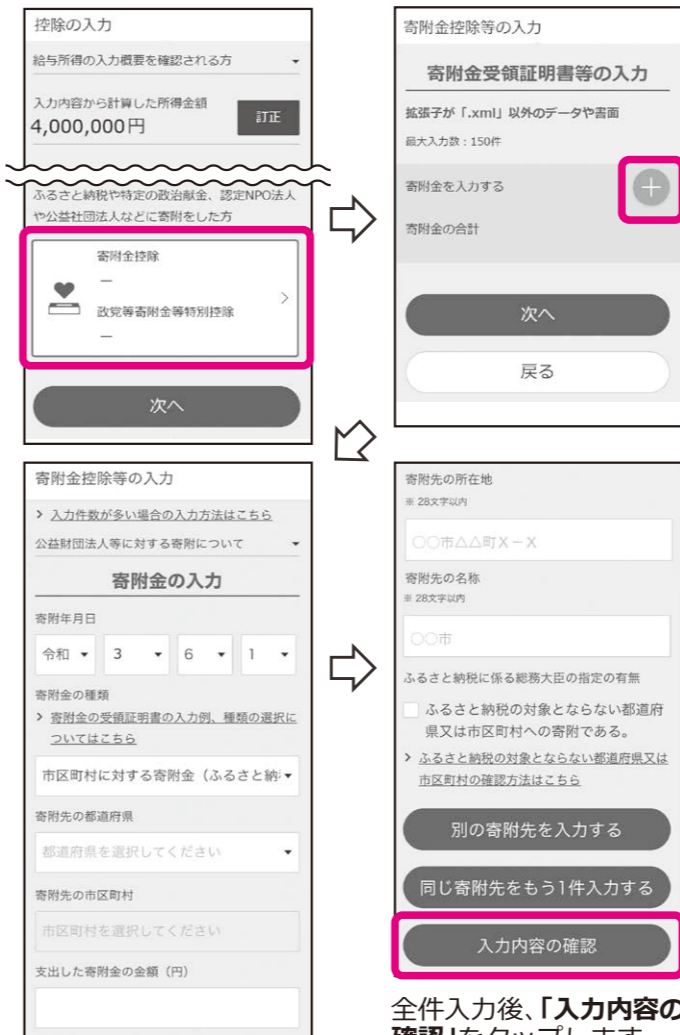 控除の入力
給与所得の入力概要を確認される方
入力内容から計算した所得金額
4,000,000円
訂正
ふるさと納税や特定の政治献金、認定NPO法人
や公益社団法人などに寄附をした方
寄附金控除
―
政党等寄附金等特別控除
―
次へ
寄附金控除等の入力
寄附金受領証明書等の入力
拡張子が「.xml」以外のデータや書面
最大入力数：150件
寄附金を入力する
寄附金の合計
次へ
戻る
寄附金控除等の入力
> 入力件数が多い場合の入力方法はこちら
公益財団法人等に対する寄附について
寄附金の入力
寄附年月日
令和 3 6 1
寄附金の種類
> 寄附金の受領証明書の入力例、種類の選択に
ついてはこちら
市区町村に対する寄附金（ふるさと納
寄附先の都道府県
都道府県を選択してください
寄附先の市区町村
市区町村を選択してください
支出した寄附金の金額（円）
寄附先の所在地
※ 28文字以内
○○市△△町X－X
寄附先の名称
※ 28文字以内
○○市
ふるさと納税に係る総務大臣の指定の有無
ふるさと納税の対象とならない都道府
県又は市区町村への寄附である。
> ふるさと納税の対象とならない都道府県又は
市区町村の確認方法はこちら
別の寄附先を入力する
同じ寄附先をもう1件入力する
入力内容の確認
全件入力後、「入力内容の
確認」をタップします